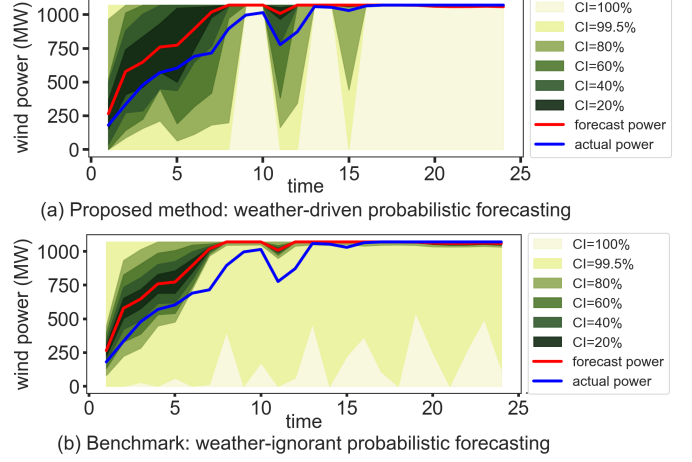 wind power (MW)
1000
750
500
250
0
0
5
10
15
20
25
time
CI=100%
CI=99.5%
CI=80%
CI=60%
CI=40%
CI=20%
forecast power
actual power
(a) Proposed method: weather-driven probabilistic forecasting
wind power (MW)
1000
750
500
250
0
0
5
10
15
20
25
time
CI=100%
CI=99.5%
CI=80%
CI=60%
CI=40%
CI=20%
forecast power
actual power
(b) Benchmark: weather-ignorant probabilistic forecasting